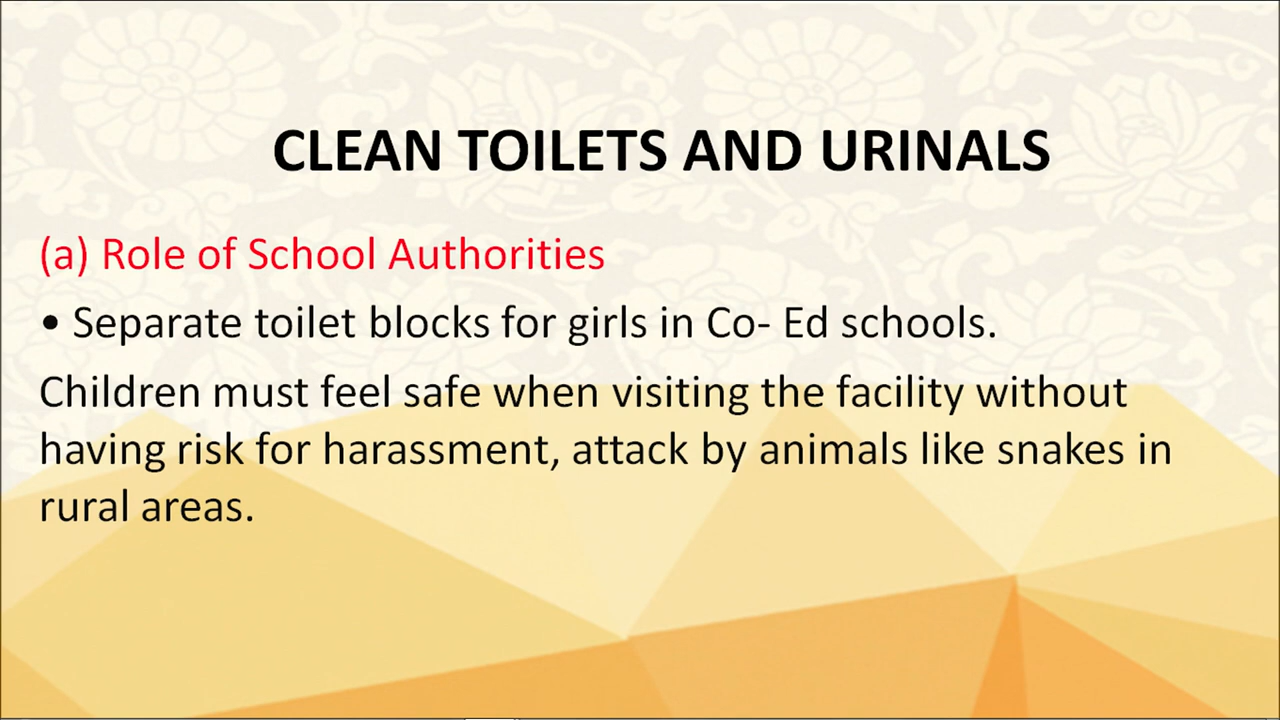 CLEAN TOILETS AND URINALS
(a) Role of School Authorities
• Separate toilet blocks for girls in Co- Ed schools.
Children must feel safe when visiting the facility without
having risk for harassment, attack by animals like snakes in
rural areas.